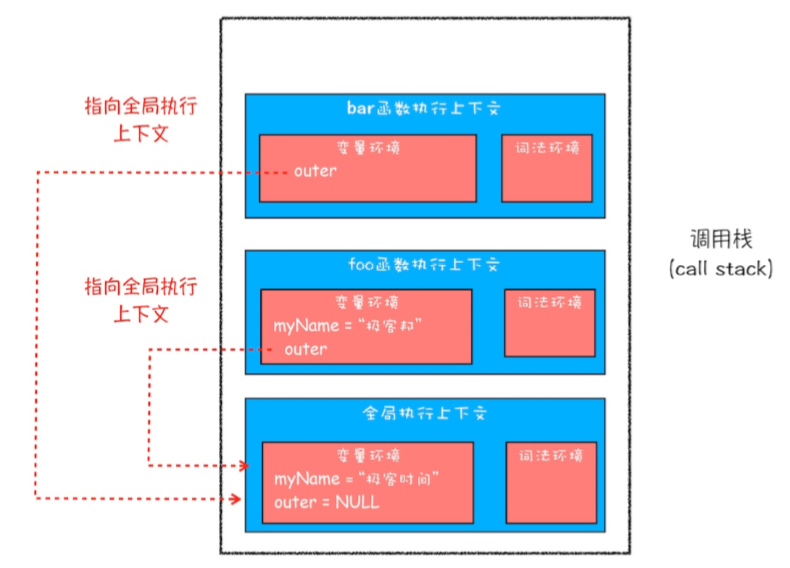 bar函数执行上下文
指向全局执行
上下文
变量环境
词法环境
outer
调用栈
(call stack)
foo函数执行上下文
指向全局执行
上下文
变量环境
词法环境
myName = “极客邦”
outer
全局执行上下文
变量环境
词法环境
myName = “极客时间”
outer = NULL